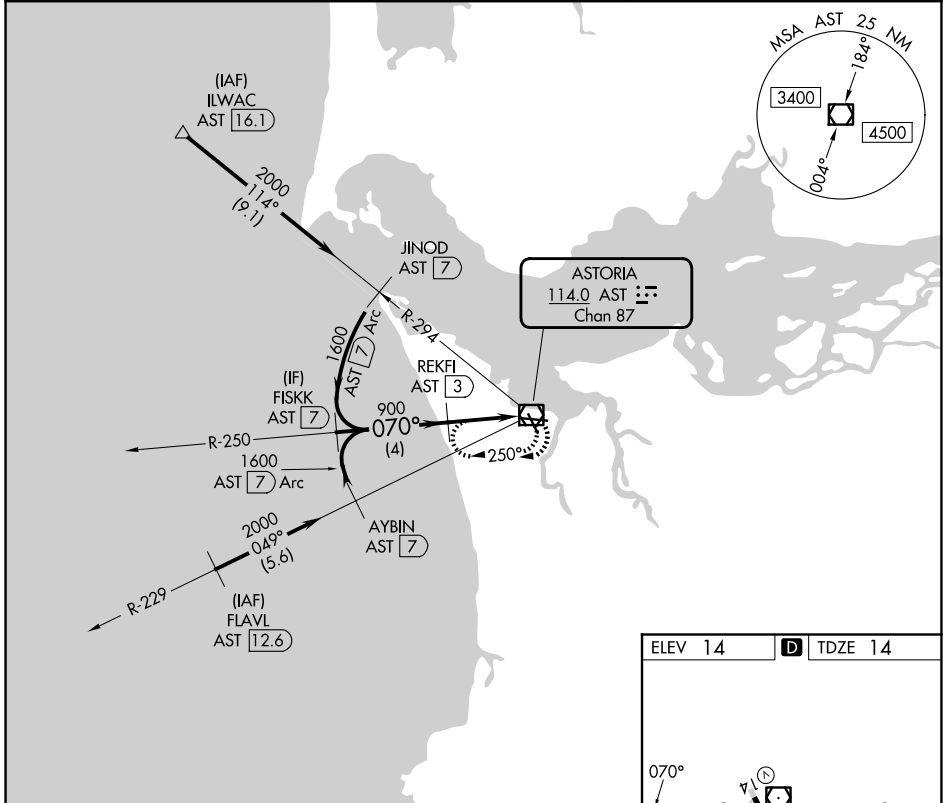 MSA AST 25 NM
184°
3400
4500
004°
(IAF)
ILWAC
AST 16.1
2000
114°
(9.1)
JINOD
AST 7
R-294
1600
AST 7 Arc
ASTORIA
114.0 AST
Chan 87
REKFI
AST 3
(IF)
FISKK
AST 7
900
070°
(4)
R-250
250°
1600
AST 7 Arc
AYBIN
AST 7
2000
049°
(5.6)
R-229
(IAF)
FLAVL
AST 12.6
ELEV 14 D TDZE 14
070°
14
V